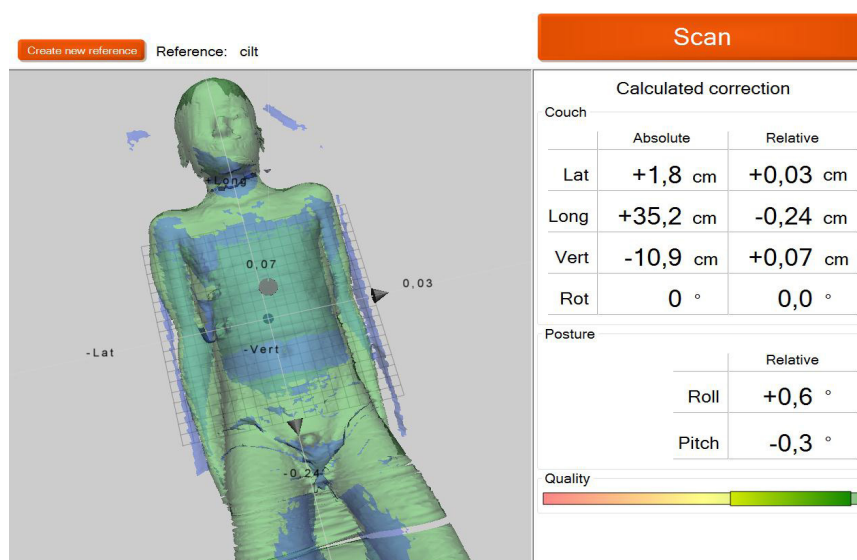 Scan
Create new reference
Reference: cilt
Calculated correction
Couch
Absolute Relative
Lat +1,8 cm +0,03 cm
Long +35,2 cm -0,24 cm
Vert -10,9 cm +0,07 cm
Rot 0 ° 0,0 °
Posture
Relative
Roll +0,6 °
Pitch -0,3 °
Quality
+Long
0,07
0,03
-Lat
-Vert
-0,24